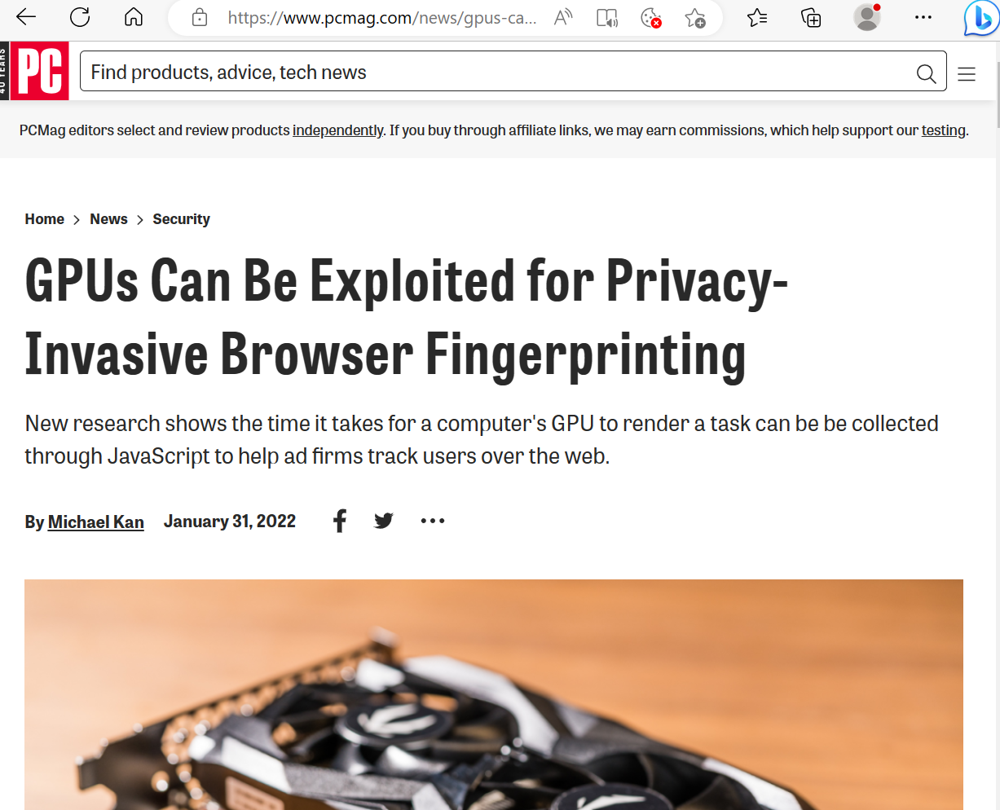 https://www.pcmag.com/news/gpus-ca...
40 YEARS
PC
Find products, advice, tech news
PCMag editors select and review products independently. If you buy through affiliate links, we may earn commissions, which help support our testing.
Home > News > Security
GPUs Can Be Exploited for Privacy-
Invasive Browser Fingerprinting
New research shows the time it takes for a computer's GPU to render a task can be be collected
through JavaScript to help ad firms track users over the web.
By Michael Kan January 31, 2022